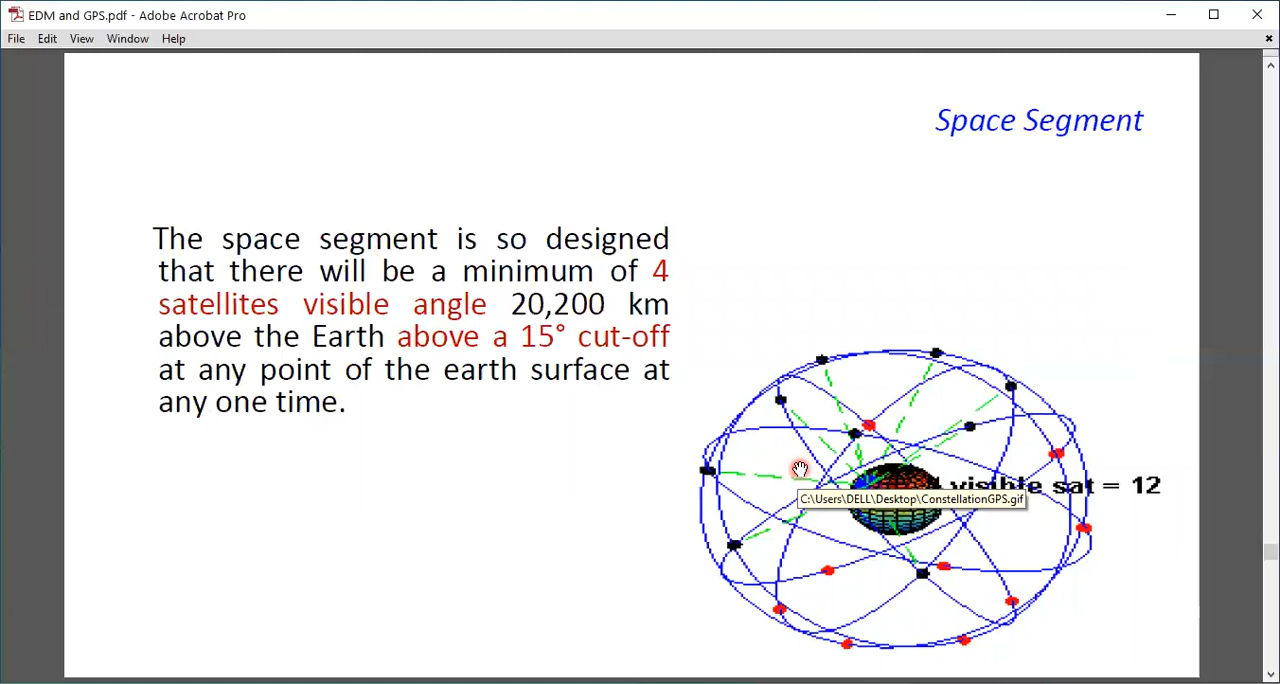 EDM and GPS.pdf - Adobe Acrobat Pro
File Edit View Window Help
Space Segment
The space segment is so designed
that there will be a minimum of 4
satellites visible angle 20,200 km
above the Earth above a 15° cut-off
at any point of the earth surface at
any one time.
visible sat = 12
C:\Users\DELL\Desktop\ConstellationGPS.gif